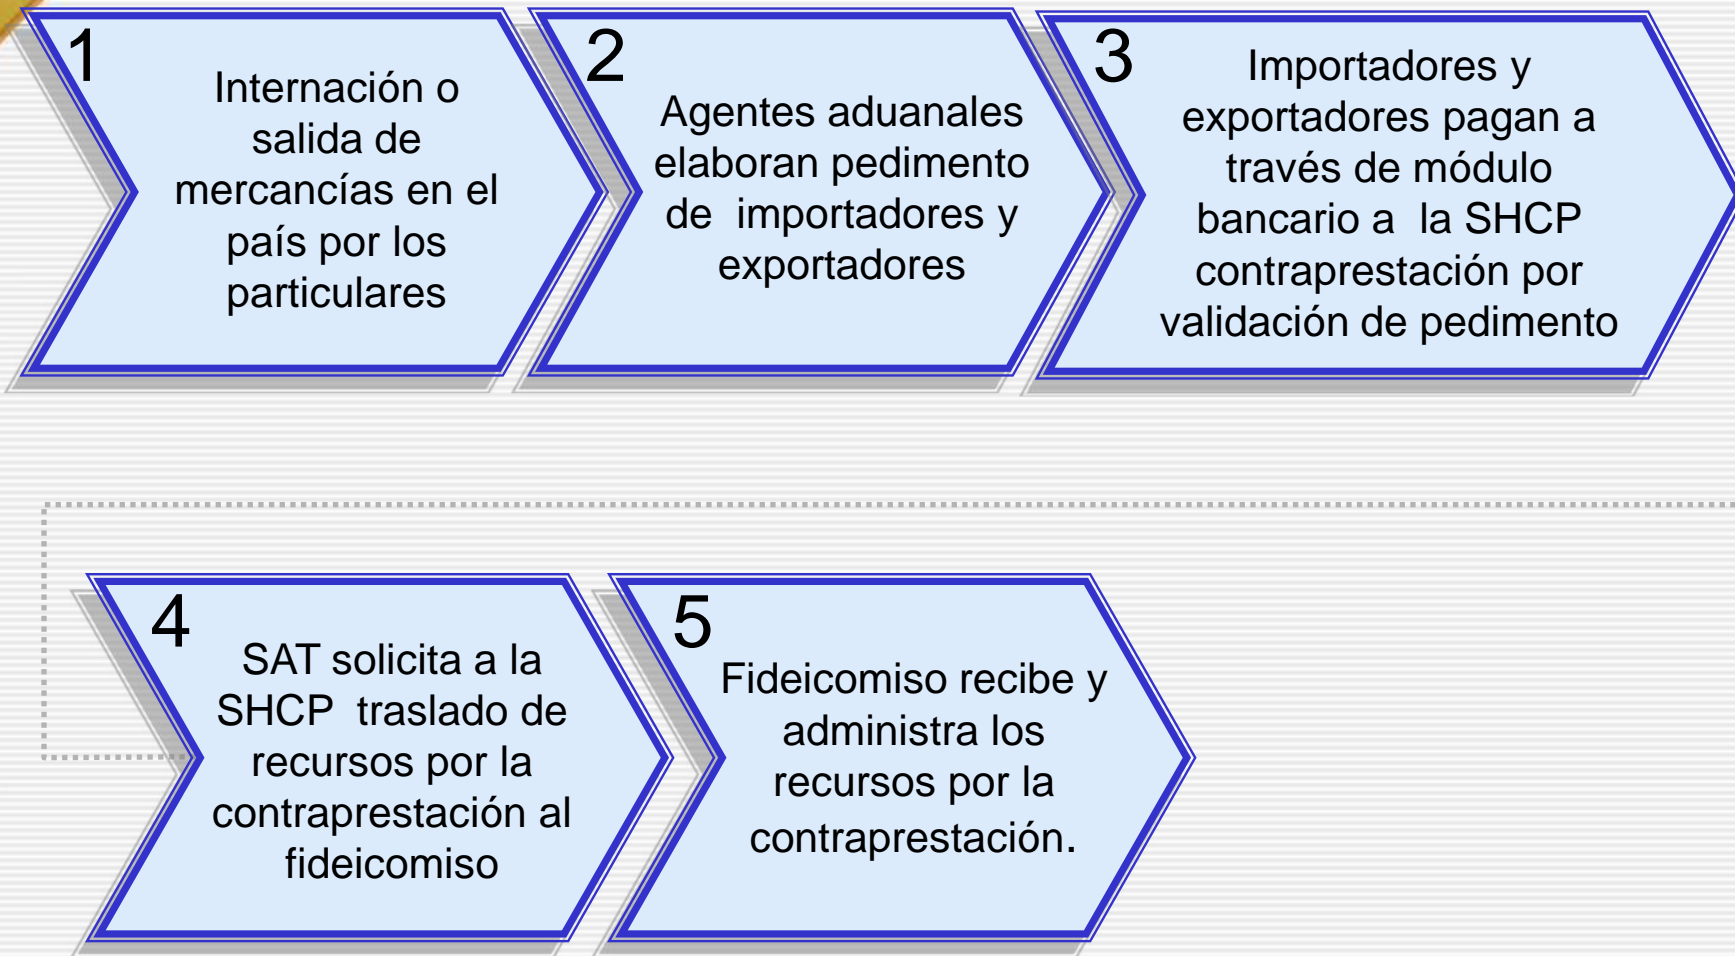 1
Internación o
salida de
mercancías en el
país por los
particulares
2
Agentes aduanales
elaboran pedimento
de importadores y
exportadores
3
Importadores y
exportadores pagan a
través de módulo
bancario a la SHCP
contraprestación por
validación de pedimento
4
SAT solicita a la
SHCP traslado de
recursos por la
contraprestación al
fideicomiso
5
Fideicomiso recibe y
administra los
recursos por la
contraprestación.